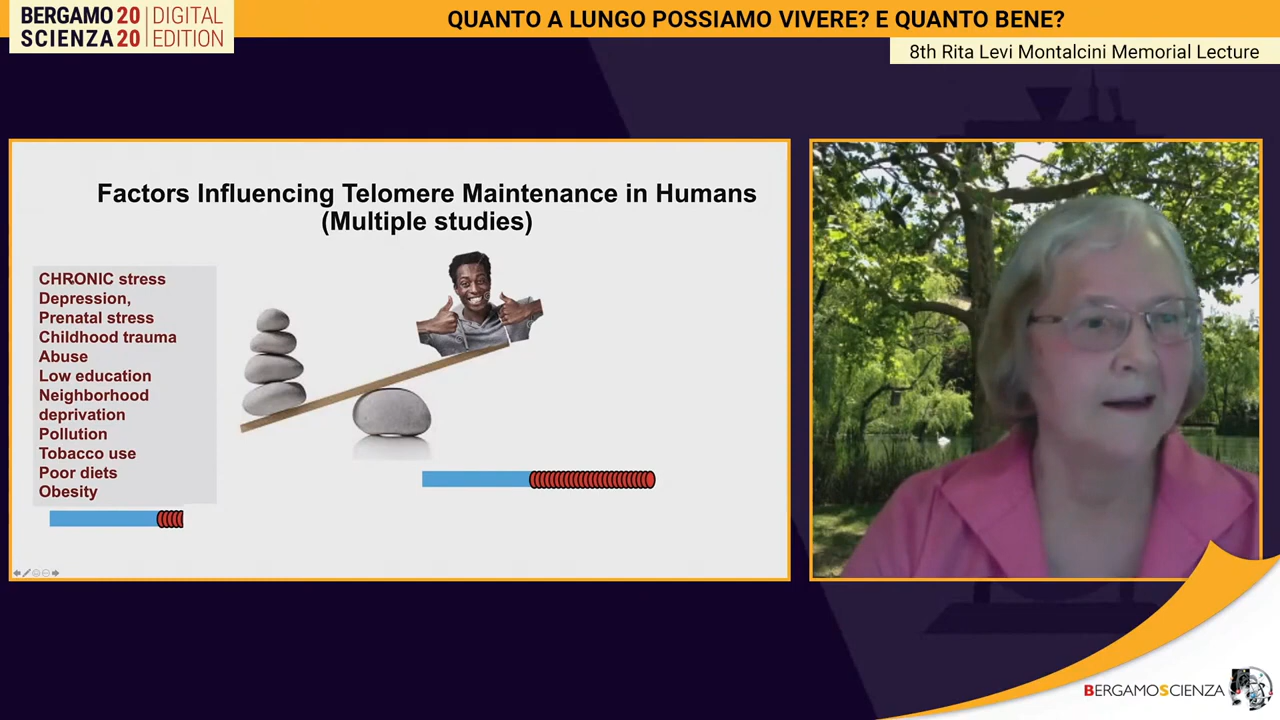 BERGAMO 20 DIGITAL
SCIENZA 20 EDITION
QUANTO A LUNGO POSSIAMO VIVERE? E QUANTO BENE?
8th Rita Levi Montalcini Memorial Lecture
Factors Influencing Telomere Maintenance in Humans
(Multiple studies)
CHRONIC stress
Depression,
Prenatal stress
Childhood trauma
Abuse
Low education
Neighborhood
deprivation
Pollution
Tobacco use
Poor diets
Obesity
BERGAMOSCIENZA